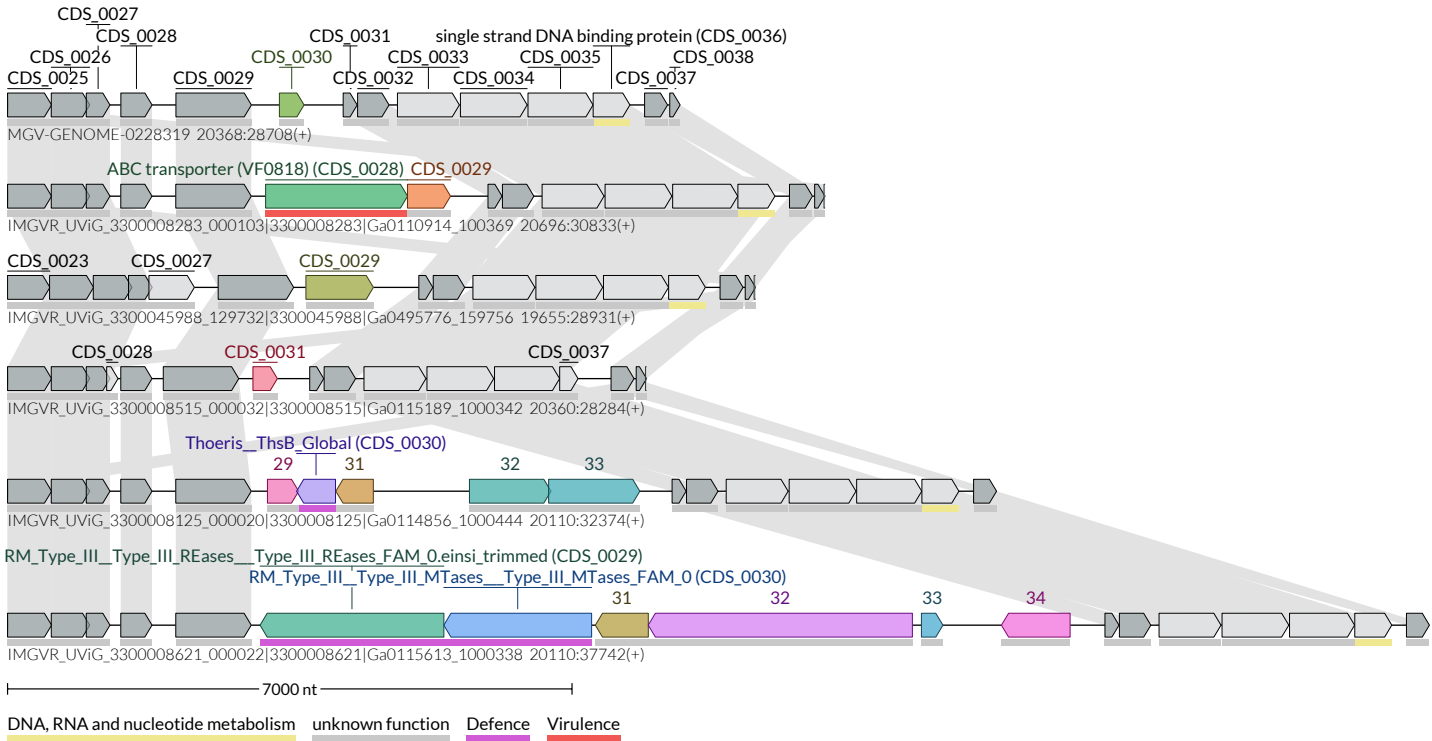 CDS_0027
CDS_0028 CDS_0031 single strand DNA binding protein (CDS_0036)
CDS_0026 CDS_0030 CDS_0033 CDS_0035 CDS_0038
CDS_0025 CDS_0029 CDS_0032 CDS_0034 CDS_0037
MGV-GENOME-0228319 20368:28708(+)
ABC transporter (VF0818) (CDS_0028) CDS_0029
IMGVR_UViG_3300008283_000103|3300008283|Ga0110914_100369 20696:30833(+)
CDS_0023 CDS_0027 CDS_0029
IMGVR_UViG_3300045988_129732|3300045988|Ga0495776_159756 19655:28931(+)
CDS_0028 CDS_0031 CDS_0037
IMGVR_UViG_3300008515_000032|3300008515|Ga0115189_1000342 20360:28284(+)
Thoeris__ThsB_Global (CDS_0030)
29 31 32 33
IMGVR_UViG_3300008125_000020|3300008125|Ga0114856_1000444 20110:32374(+)
RM_Type_III__Type_III_REases___Type_III_REases_FAM_0.einsi_trimmed (CDS_0029)
RM_Type_III__Type_III_MTases___Type_III_MTases_FAM_0 (CDS_0030)
31 32 33 34
IMGVR_UViG_3300008621_000022|3300008621|Ga0115613_1000338 20110:37742(+)
7000 nt
DNA, RNA and nucleotide metabolism unknown function Defence Virulence